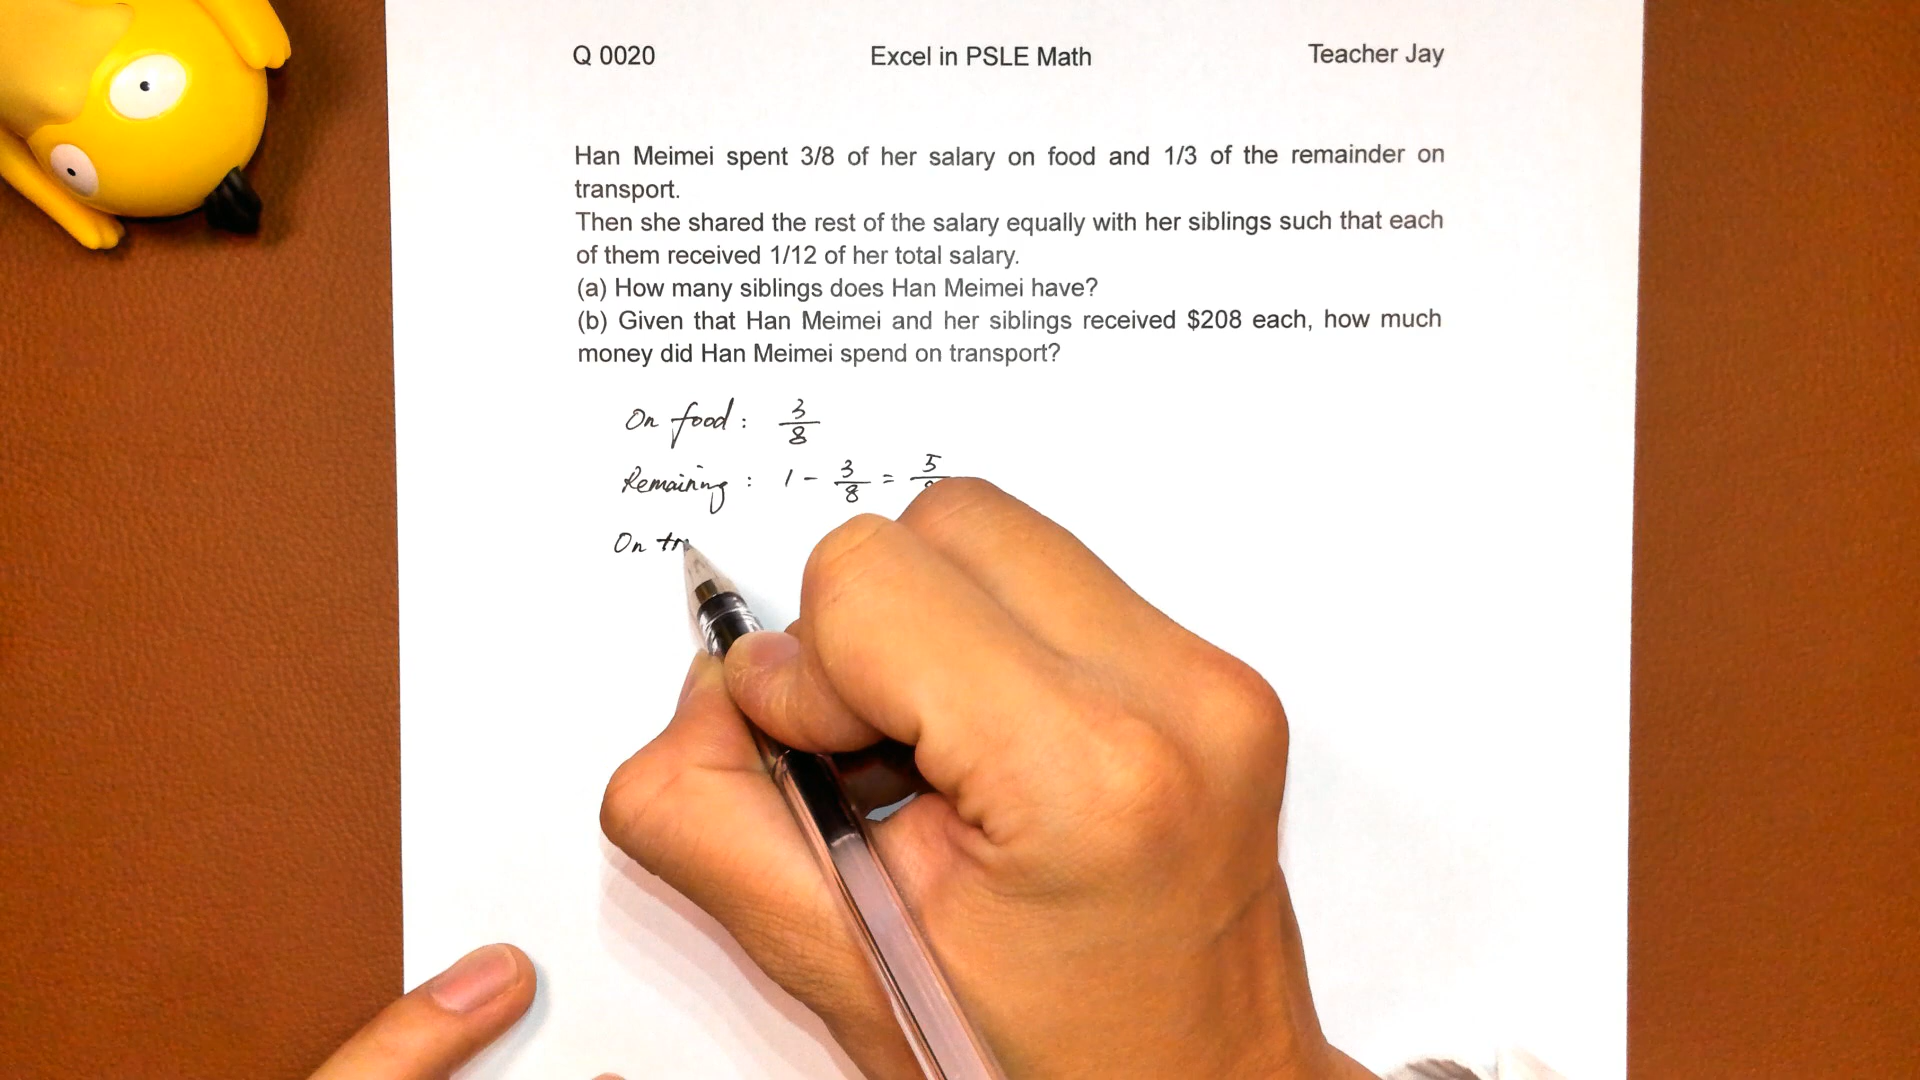 Q 0020 Excel in PSLE Math Teacher Jay
Han Meimei spent 3/8 of her salary on food and 1/3 of the remainder on
transport.
Then she shared the rest of the salary equally with her siblings such that each
of them received 1/12 of her total salary.
(a) How many siblings does Han Meimei have?
(b) Given that Han Meimei and her siblings received $208 each, how much
money did Han Meimei spend on transport?
On food : 3/8
Remaining : 1 - 3/8 = 5/8
On tr